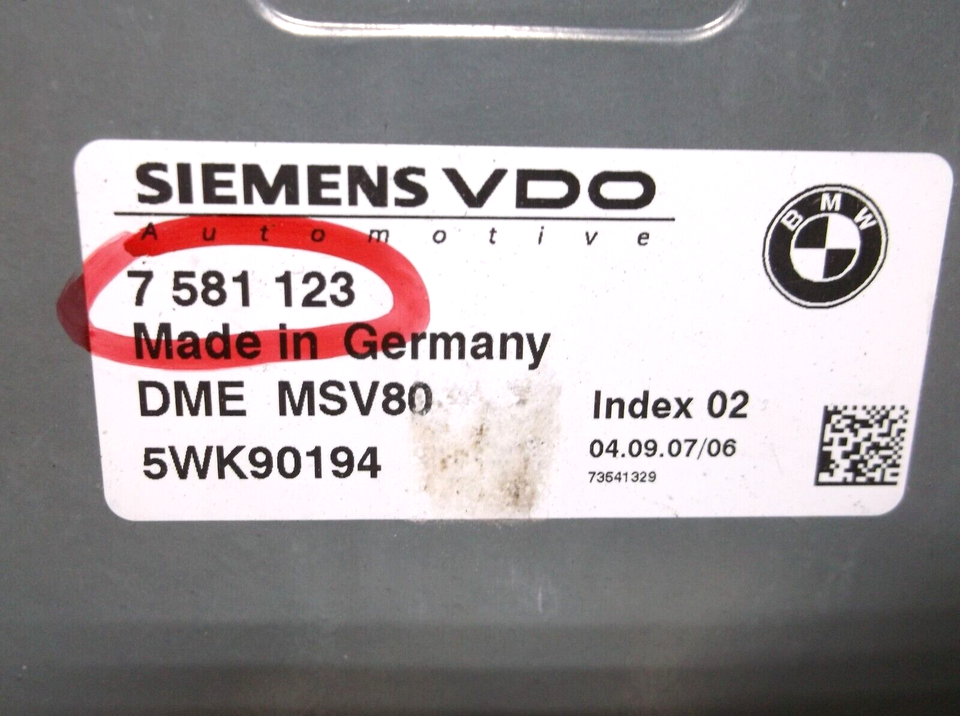 SIEMENS VDO
Automotive
BMW
7 581 123
Made in Germany
DME MSV80
Index 02
5WK90194
04.09.07/06
73541329